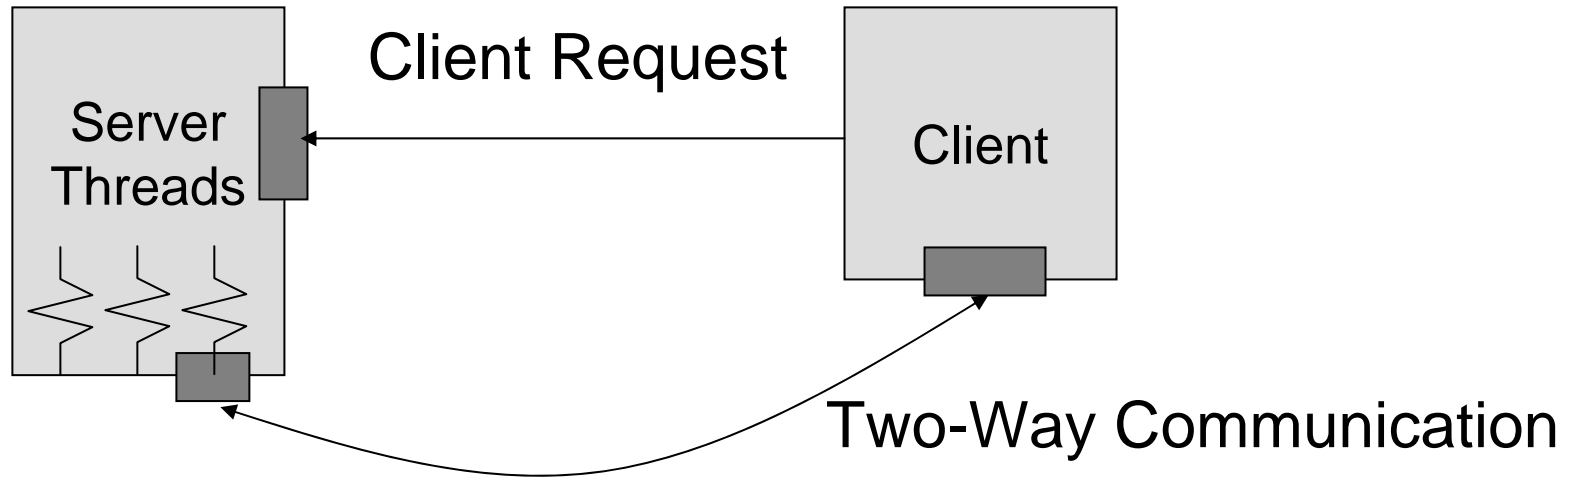 Client Request
Server
Threads
Client
Two-Way Communication